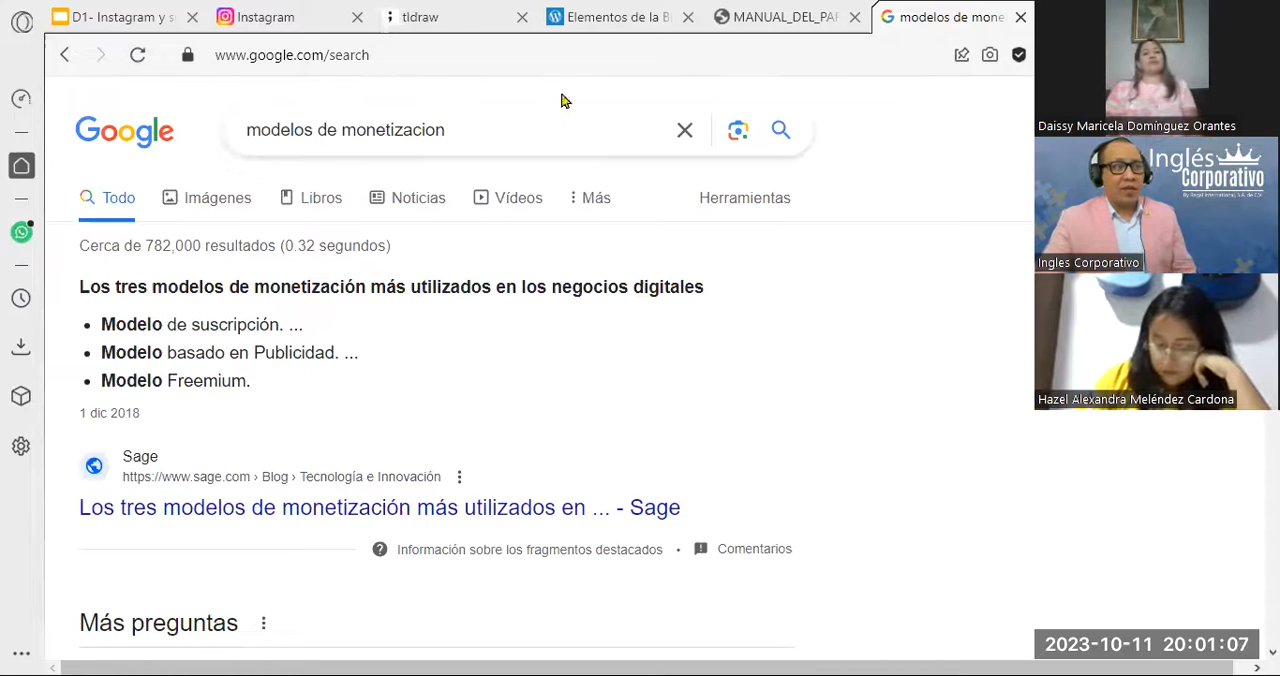 D1- Instagram y s
Instagram
tldraw
Elementos de la B
MANUAL_DEL_PAF
modelos de mone
www.google.com/search
Google
modelos de monetizacion
Todo
Imágenes
Libros
Noticias
Vídeos
Más
Herramientas
Cerca de 782,000 resultados (0.32 segundos)
Los tres modelos de monetización más utilizados en los negocios digitales
Modelo de suscripción. ...
Modelo basado en Publicidad. ...
Modelo Freemium.
1 dic 2018
Sage
https://www.sage.com › Blog › Tecnología e Innovación
Los tres modelos de monetización más utilizados en ... - Sage
Información sobre los fragmentos destacados
Comentarios
Más preguntas
Daissy Maricela Domínguez Orantes
Inglés
Corporativo
By Regal International, S.A. de C.V.
Ingles Corporativo
Hazel Alexandra Meléndez Cardona
2023-10-11 20:01:07